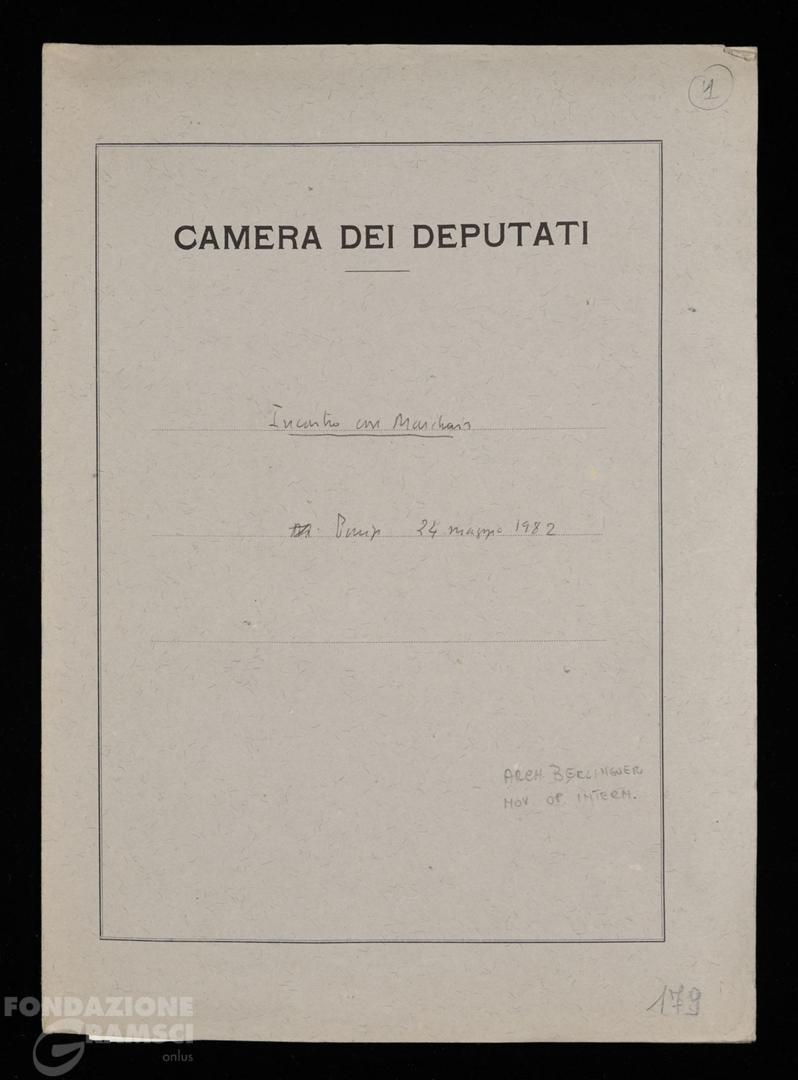 1
CAMERA DEI DEPUTATI
Incontro con Marchais
Parigi 24 maggio 1982
ARCH. BERLINGUER
MOV. OP. INTERN.
179
FONDAZIONE
GRAMSCI
onlus